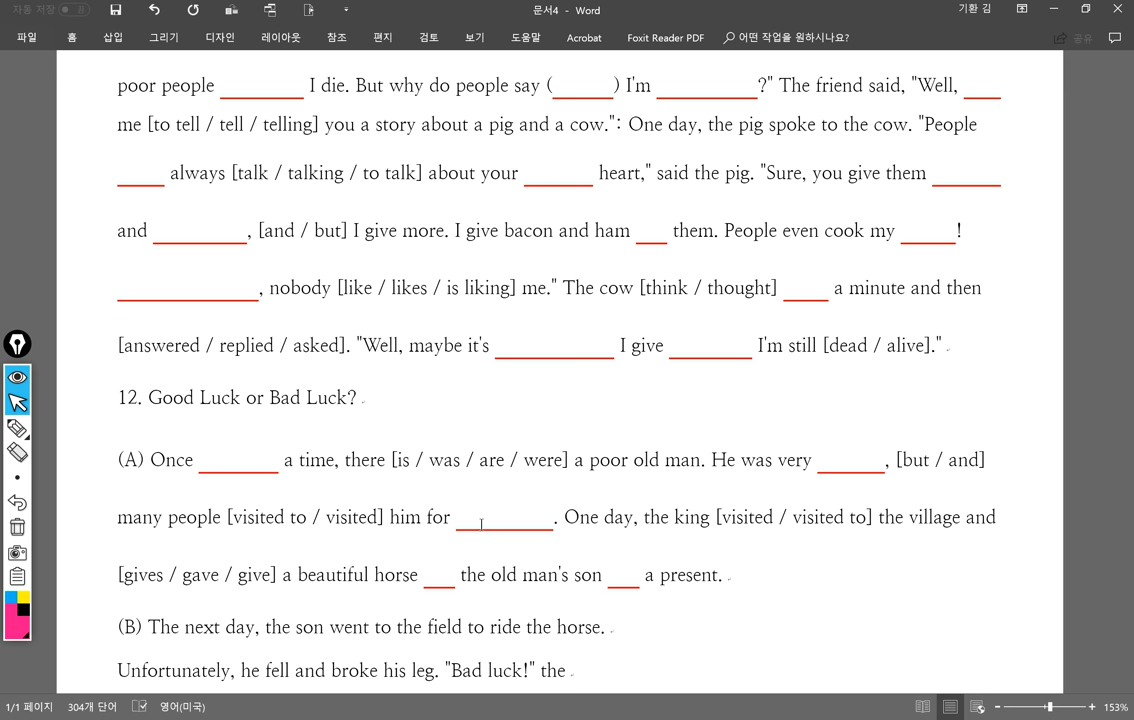 자동 저장 끔 문서4 - Word 기환 김
파일 홈 삽입 그리기 디자인 레이아웃 참조 편지 검토 보기 도움말 Acrobat Foxit Reader PDF 어떤 작업을 원하시나요? 공유
poor people ________ I die. But why do people say (______) I'm __________?" The friend said, "Well, ____
me [to tell / tell / telling] you a story about a pig and a cow.": One day, the pig spoke to the cow. "People
_____ always [talk / talking / to talk] about your _______ heart," said the pig. "Sure, you give them _______
and _________, [and / but] I give more. I give bacon and ham ___ them. People even cook my _____!
______________, nobody [like / likes / is liking] me." The cow [think / thought] ____ a minute and then
[answered / replied / asked]. "Well, maybe it's ____________ I give ________ I'm still [dead / alive]."
12. Good Luck or Bad Luck?
(A) Once ________ a time, there [is / was / are / were] a poor old man. He was very _______, [but / and]
many people [visited to / visited] him for __________. One day, the king [visited / visited to] the village and
[gives / gave / give] a beautiful horse ___ the old man's son ___ a present.
(B) The next day, the son went to the field to ride the horse.
Unfortunately, he fell and broke his leg. "Bad luck!" the
1/1 페이지 304개 단어 영어(미국) 153%